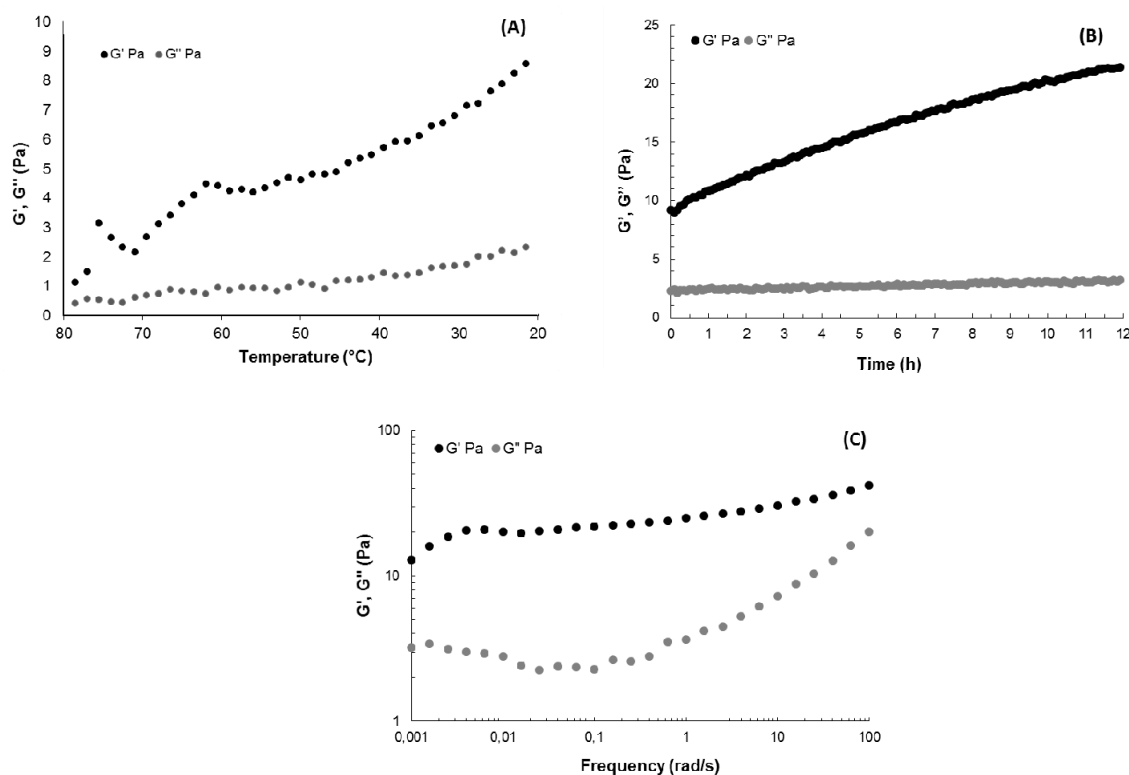 (A)
G' Pa G'' Pa
10
9
8
7
6
5
4
3
2
1
0
G', G'' (Pa)
80 70 60 50 40 30 20
Temperature (°C)
(B)
G' Pa G'' Pa
25
20
15
10
5
0
G', G'' (Pa)
0 1 2 3 4 5 6 7 8 9 10 11 12
Time (h)
(C)
G' Pa G'' Pa
100
10
1
G', G'' (Pa)
0,001 0,01 0,1 1 10 100
Frequency (rad/s)